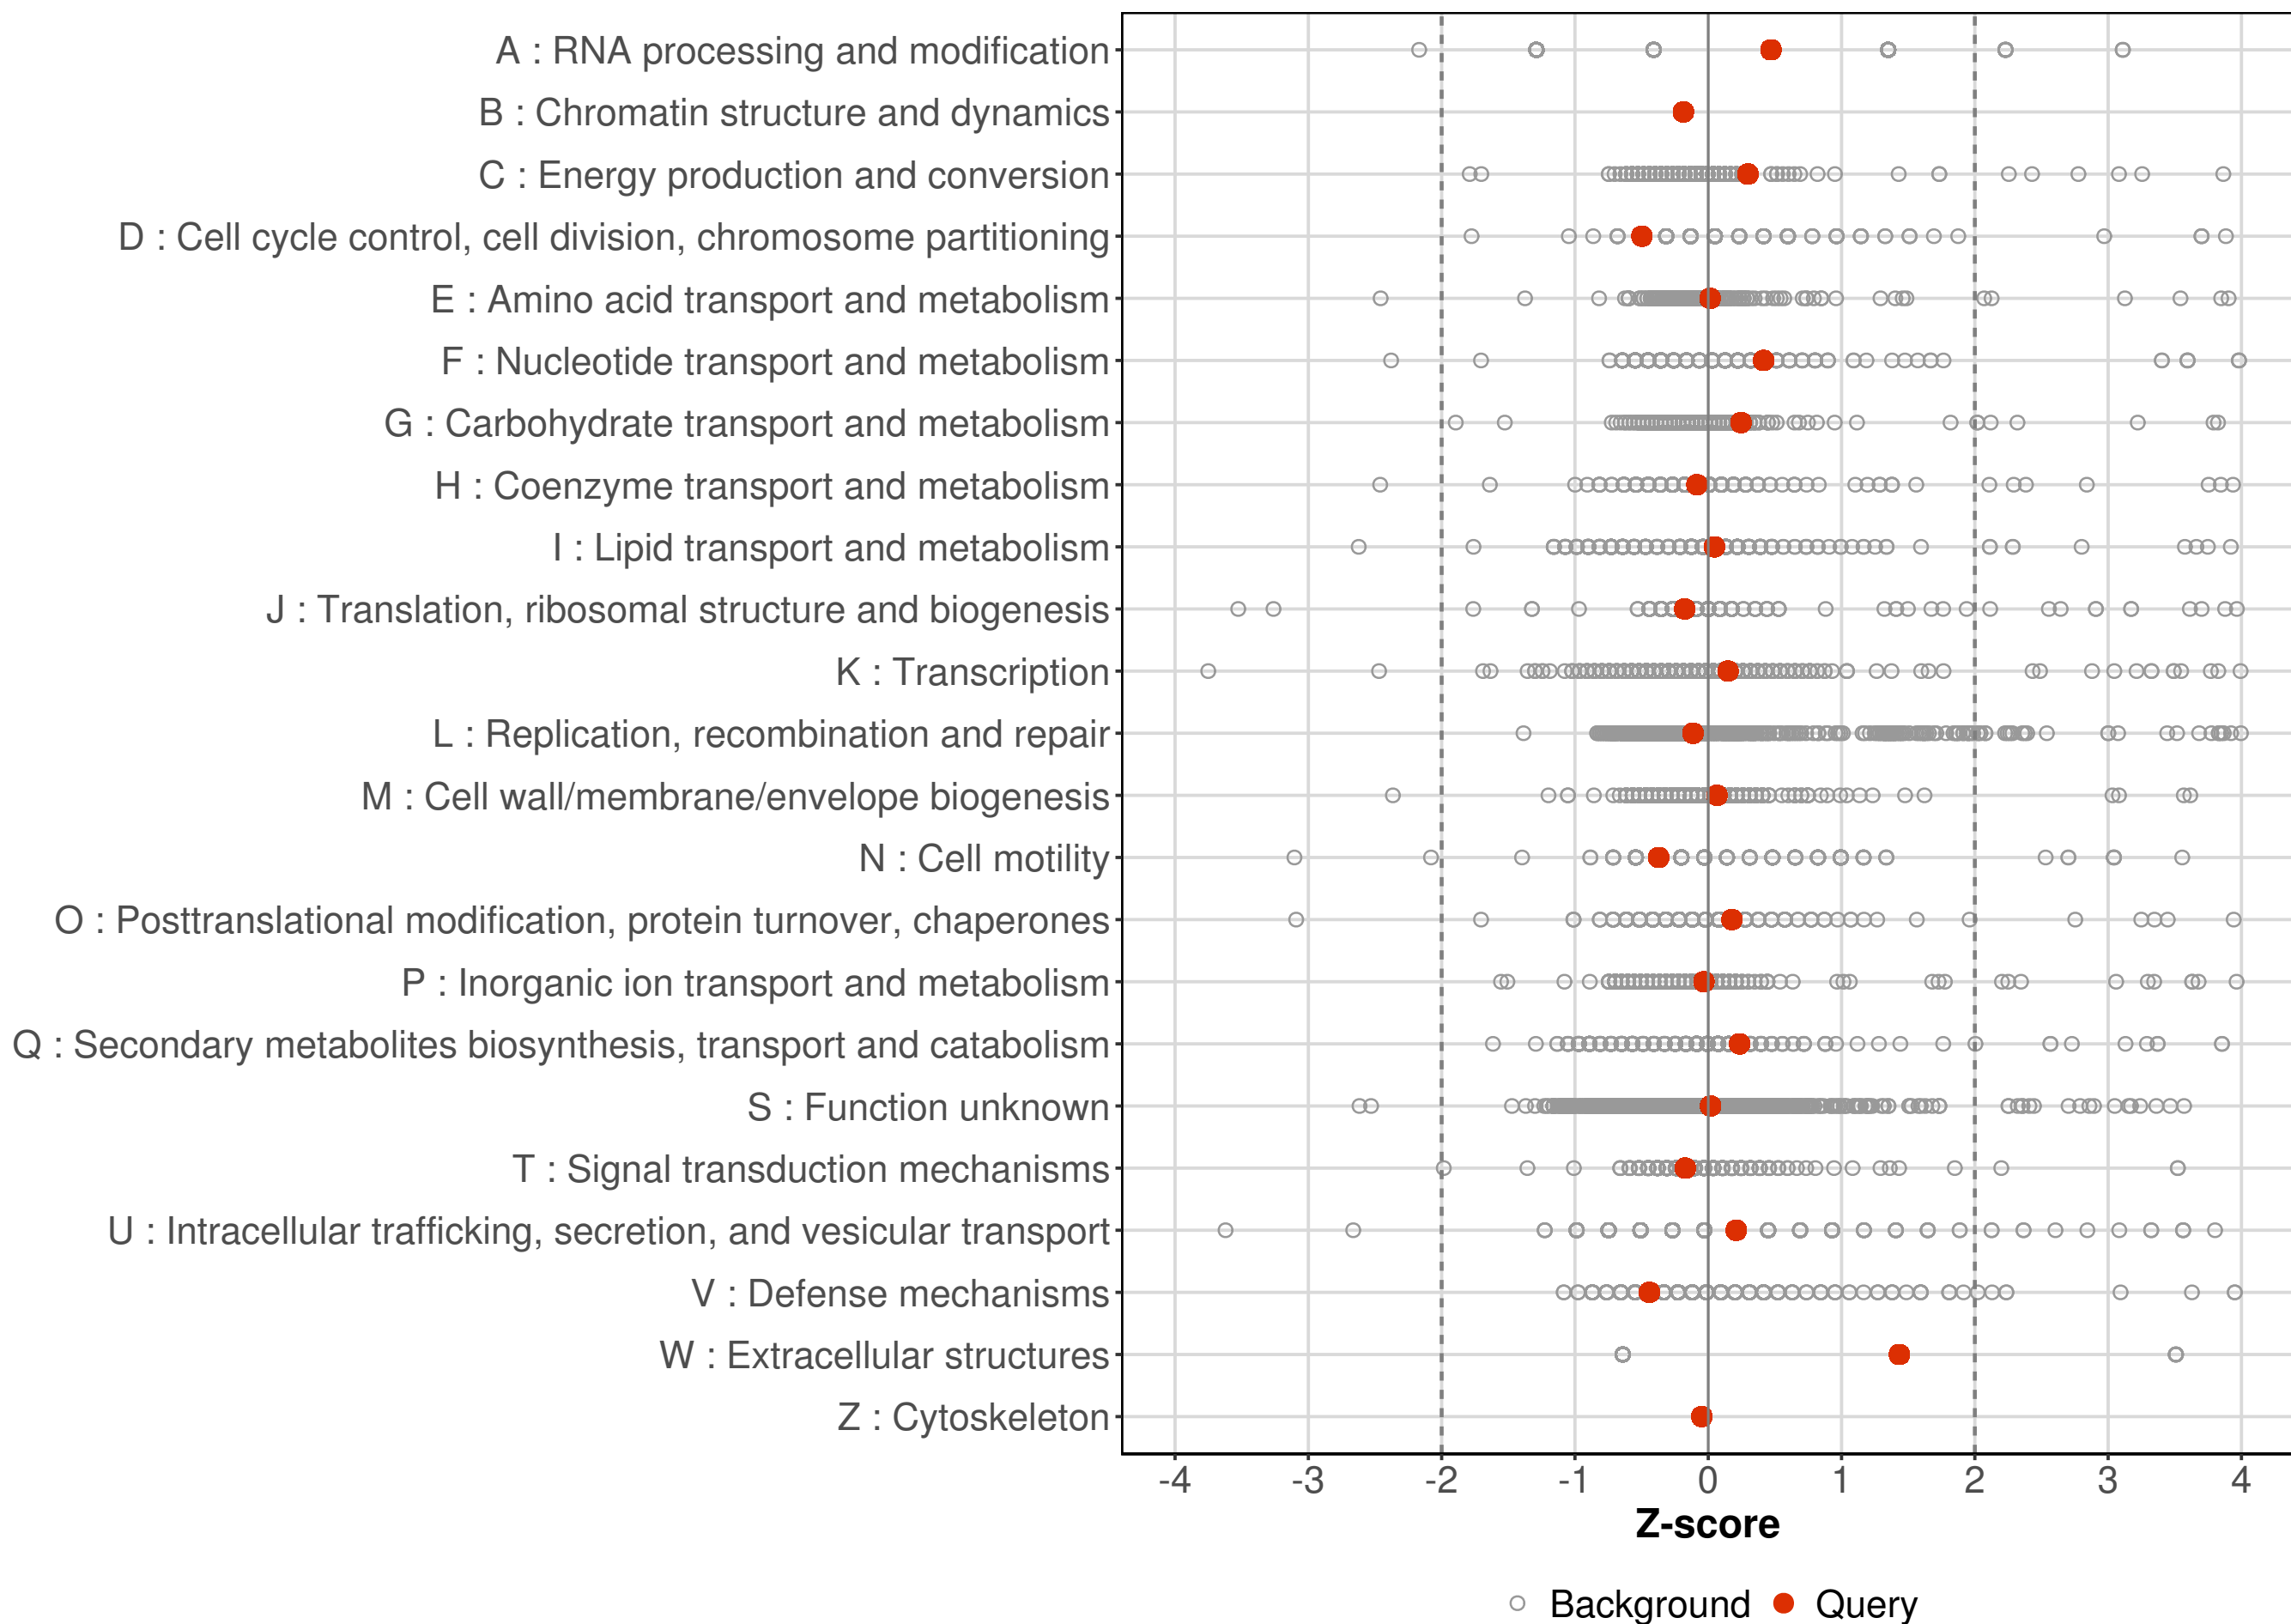 A : RNA processing and modification
B : Chromatin structure and dynamics
C : Energy production and conversion
D : Cell cycle control, cell division, chromosome partitioning
E : Amino acid transport and metabolism
F : Nucleotide transport and metabolism
G : Carbohydrate transport and metabolism
H : Coenzyme transport and metabolism
I : Lipid transport and metabolism
J : Translation, ribosomal structure and biogenesis
K : Transcription
L : Replication, recombination and repair
M : Cell wall/membrane/envelope biogenesis
N : Cell motility
O : Posttranslational modification, protein turnover, chaperones
P : Inorganic ion transport and metabolism
Q : Secondary metabolites biosynthesis, transport and catabolism
S : Function unknown
T : Signal transduction mechanisms
U : Intracellular trafficking, secretion, and vesicular transport
V : Defense mechanisms
W : Extracellular structures
Z : Cytoskeleton
-4 -3 -2 -1 0 1 2 3 4
Z-score
Background Query